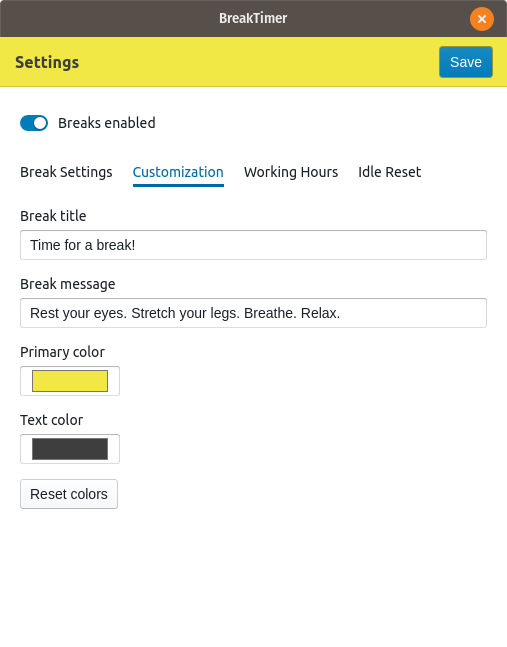 BreakTimer
Settings
Save
Breaks enabled
Break Settings Customization Working Hours Idle Reset
Break title
Time for a break!
Break message
Rest your eyes. Stretch your legs. Breathe. Relax.
Primary color
Text color
Reset colors